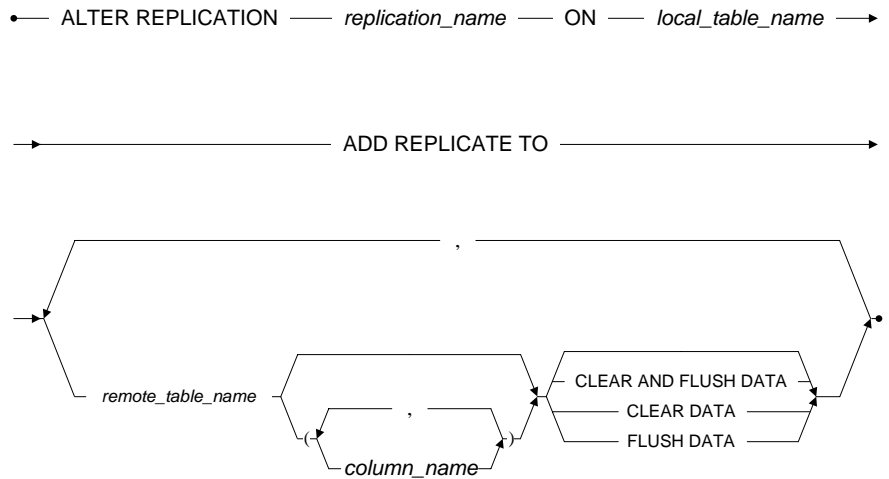 ALTER REPLICATION replication_name ON local_table_name
ADD REPLICATE TO
,
remote_table_name
( , )
column_name
CLEAR AND FLUSH DATA
CLEAR DATA
FLUSH DATA